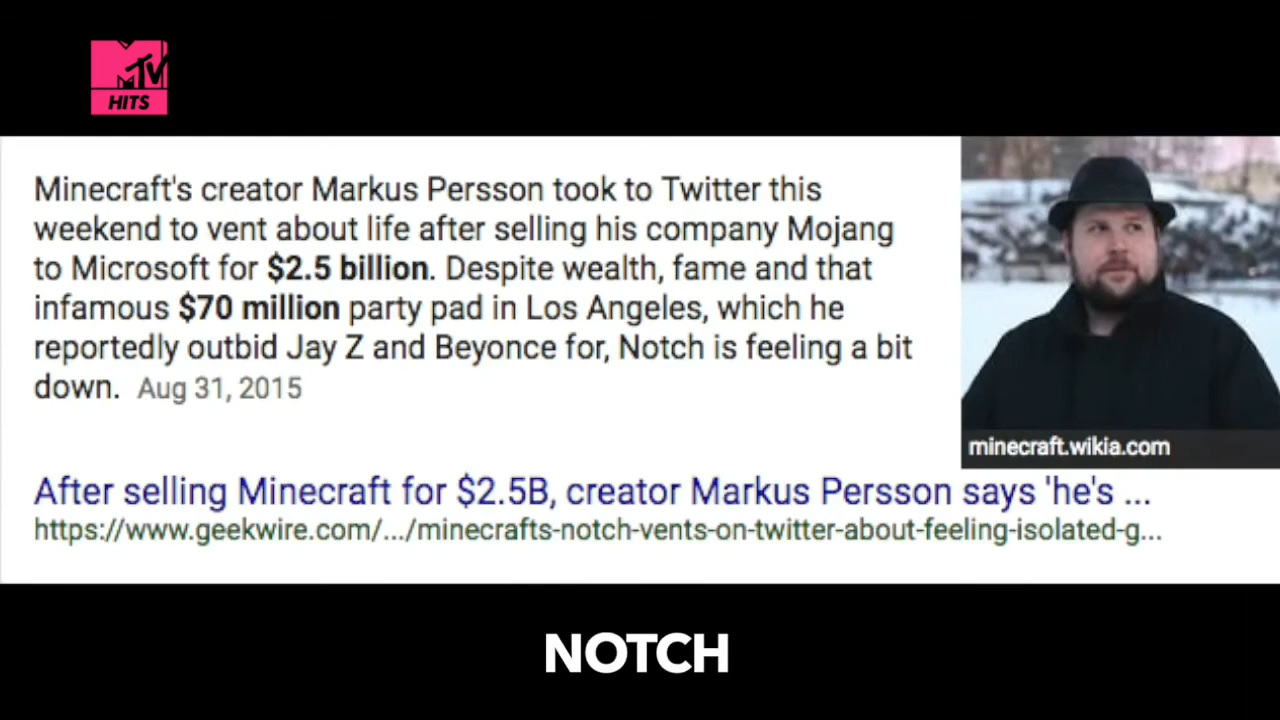 MTV
HITS
Minecraft's creator Markus Persson took to Twitter this
weekend to vent about life after selling his company Mojang
to Microsoft for $2.5 billion. Despite wealth, fame and that
infamous $70 million party pad in Los Angeles, which he
reportedly outbid Jay Z and Beyonce for, Notch is feeling a bit
down. Aug 31, 2015
minecraft.wikia.com
After selling Minecraft for $2.5B, creator Markus Persson says 'he's ...
https://www.geekwire.com/.../minecrafts-notch-vents-on-twitter-about-feeling-isolated-g...
NOTCH